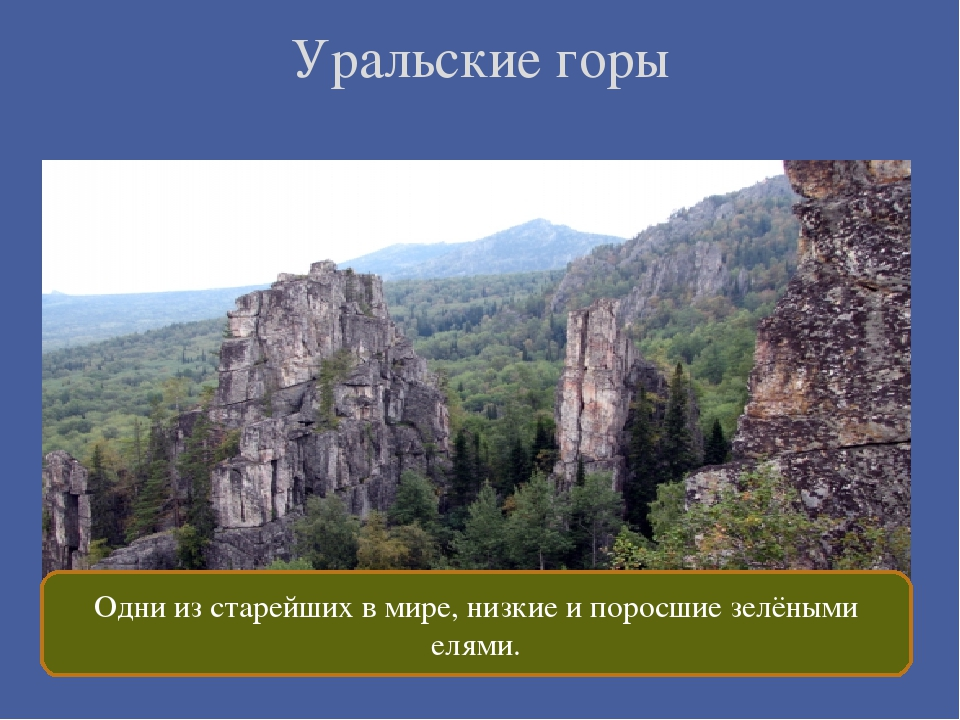 Уральские горы
Одни из старейших в мире, низкие и поросшие зелёными
елями.